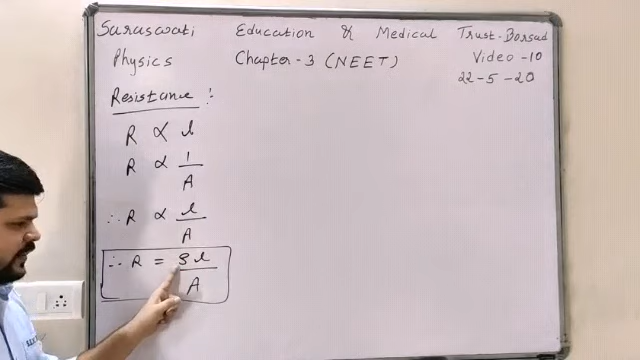 Saraswati Education & Medical Trust-Borsad
Physics Chapter-3 (NEET) Video-10
22-5-20
Resistance :-
R ∝ l
R ∝ 1/A
∴ R ∝ l/A
∴ R = ρl/A